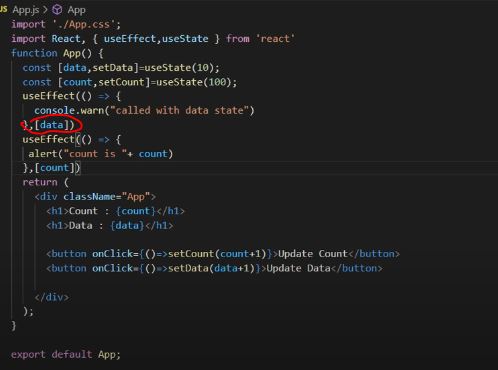 JS App.js > App
import './App.css';
import React, { useEffect,useState } from 'react'
function App() {
const [data,setData]=useState(10);
const [count,setCount]=useState(100);
useEffect(() => {
console.warn("called with data state")
},[data])
useEffect(() => {
alert("count is "+ count)
},[count])
return (
<div className="App">
<h1>Count : {count}</h1>
<h1>Data : {data}</h1>
<button onClick={()=>setCount(count+1)}>Update Count</button>
<button onClick={()=>setData(data+1)}>Update Data</button>
</div>
);
}
export default App;